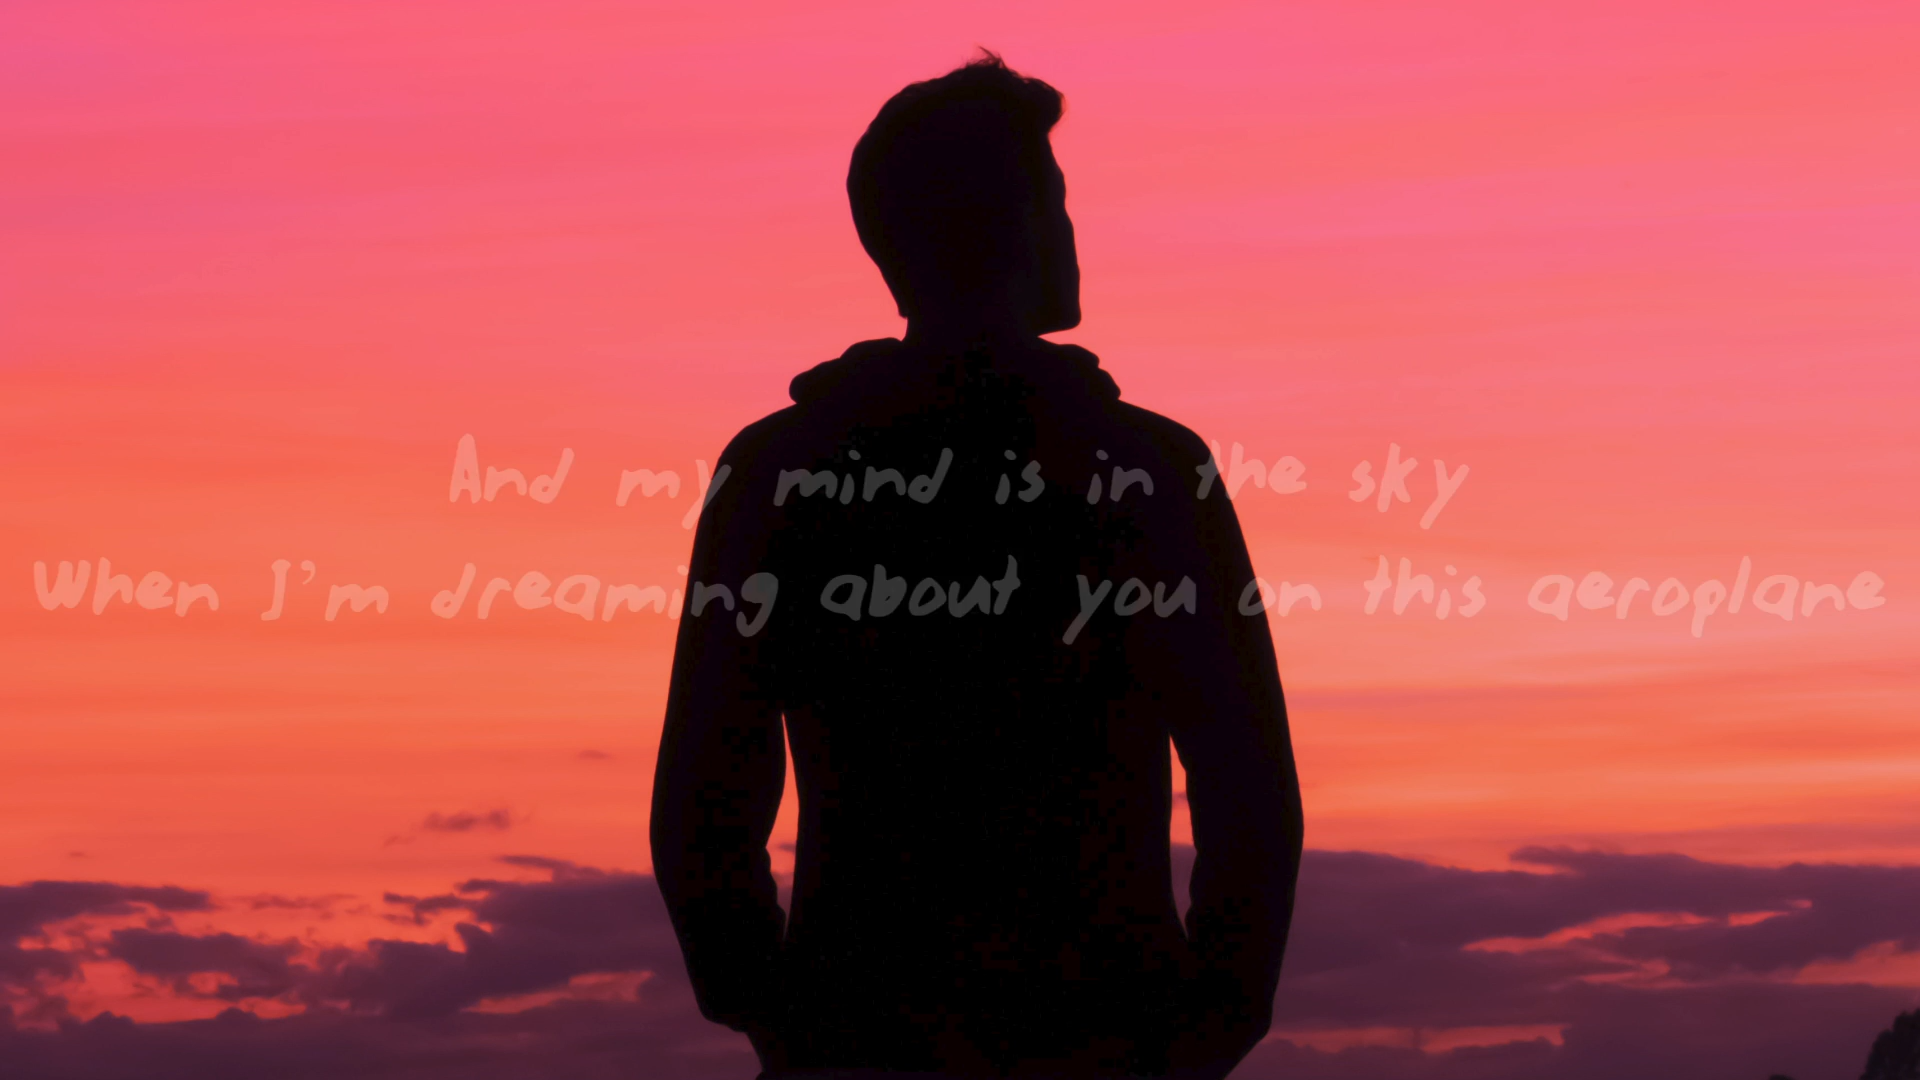 And my mind is in the sky
When I'm dreaming about you on this aeroplane